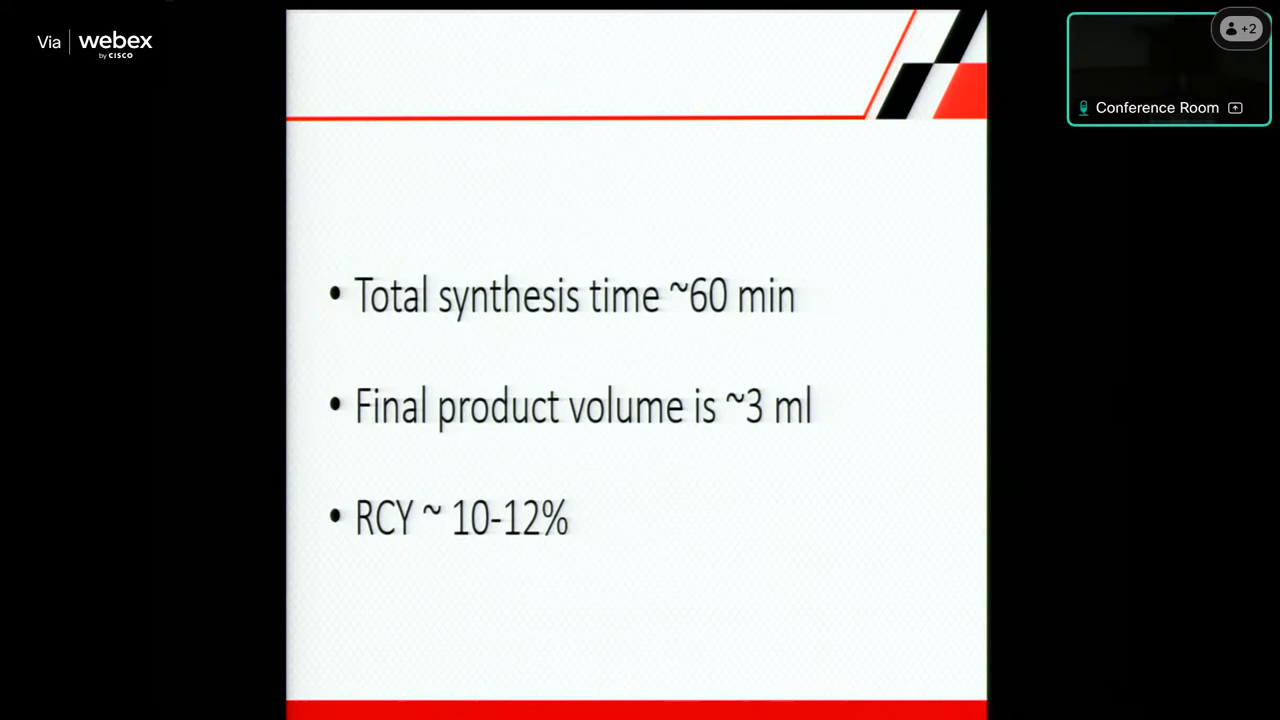 Via webex
by CISCO
+2
Conference Room
• Total synthesis time ~60 min
• Final product volume is ~3 ml
• RCY ~ 10-12%